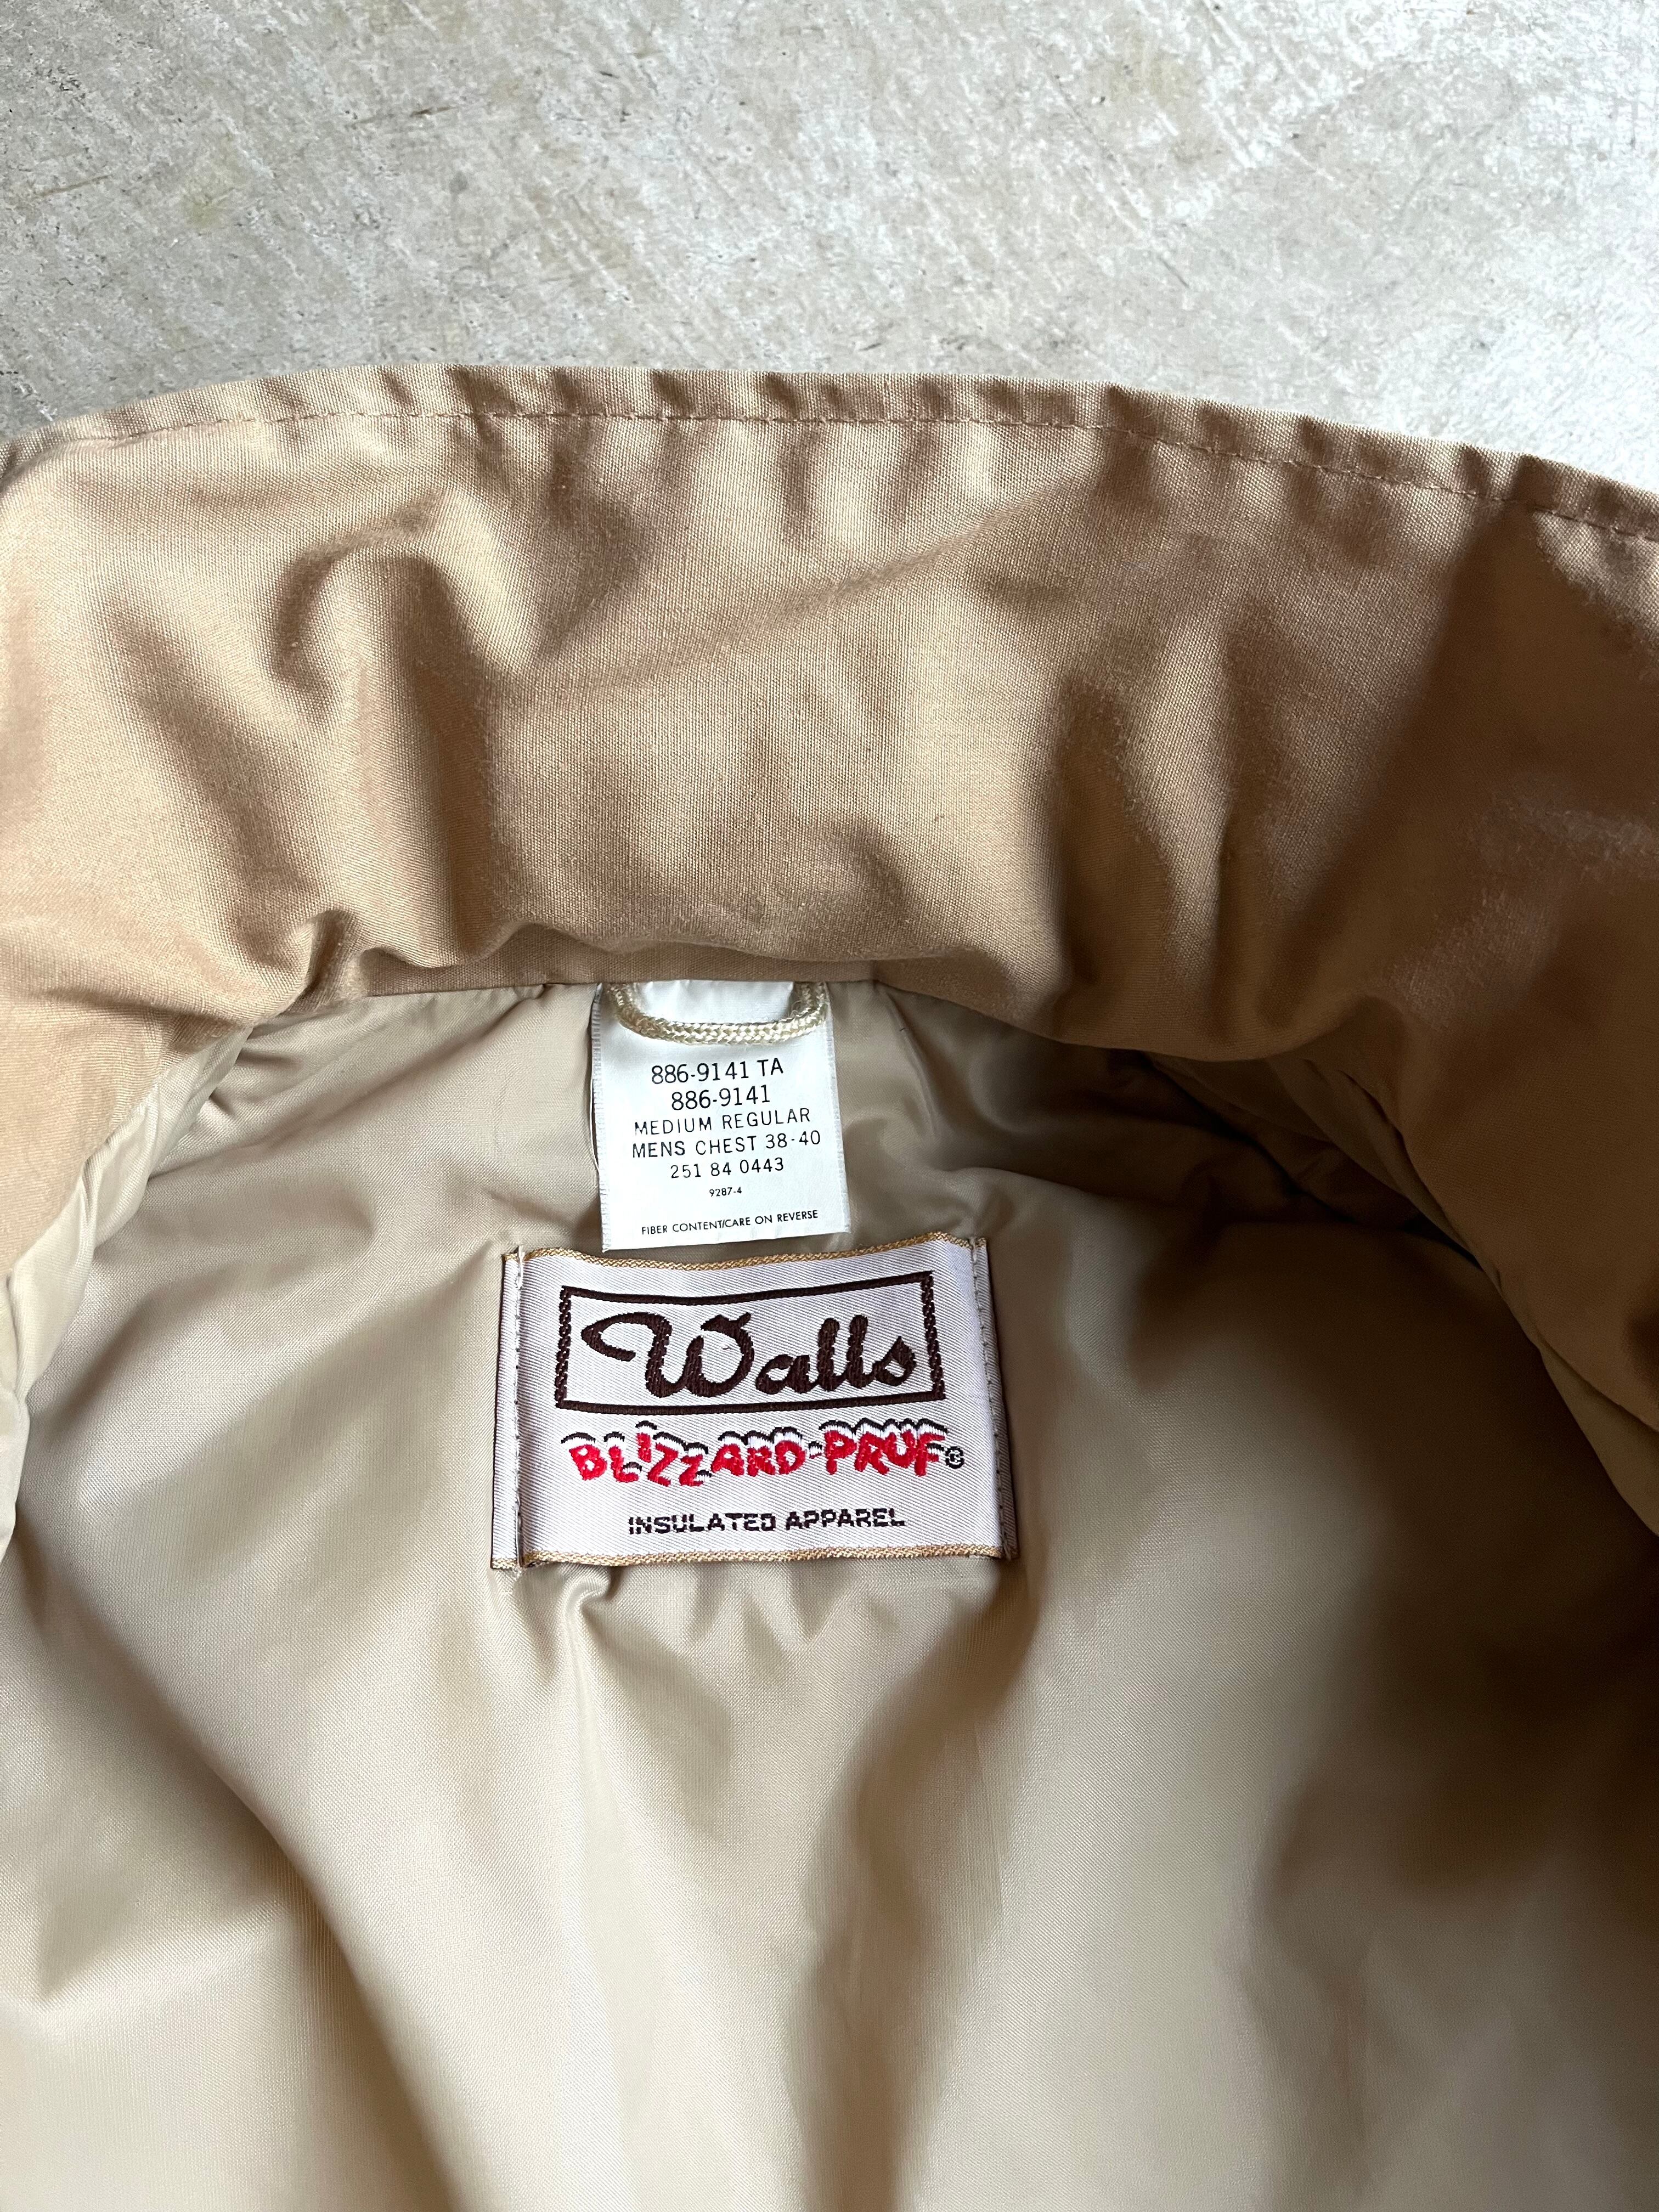 886-9141 TA
886-9141
MEDIUM REGULAR
MENS CHEST 38-40
251 84 0443
9287-4
FIBER CONTENT/CARE ON REVERSE
Walls
BLIZZARD-PRUF®
INSULATED APPAREL